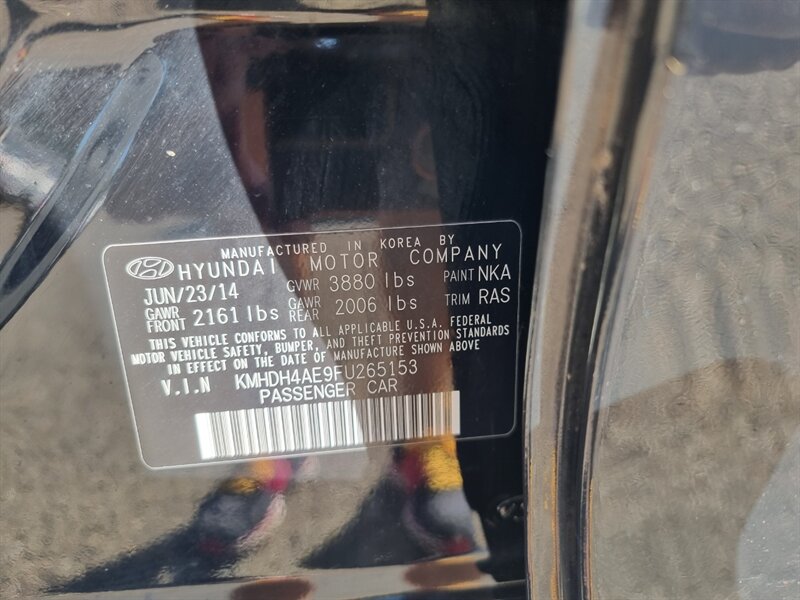 MANUFACTURED IN KOREA BY
HYUNDAI MOTOR COMPANY
JUN/23/14 GVWR 3880 lbs PAINT NKA
GAWR FRONT 2161 lbs GAWR REAR 2006 lbs TRIM RAS
THIS VEHICLE CONFORMS TO ALL APPLICABLE U.S.A. FEDERAL
MOTOR VEHICLE SAFETY, BUMPER, AND THEFT PREVENTION STANDARDS
IN EFFECT ON THE DATE OF MANUFACTURE SHOWN ABOVE
V.I.N KMHDH4AE9FU265153
PASSENGER CAR